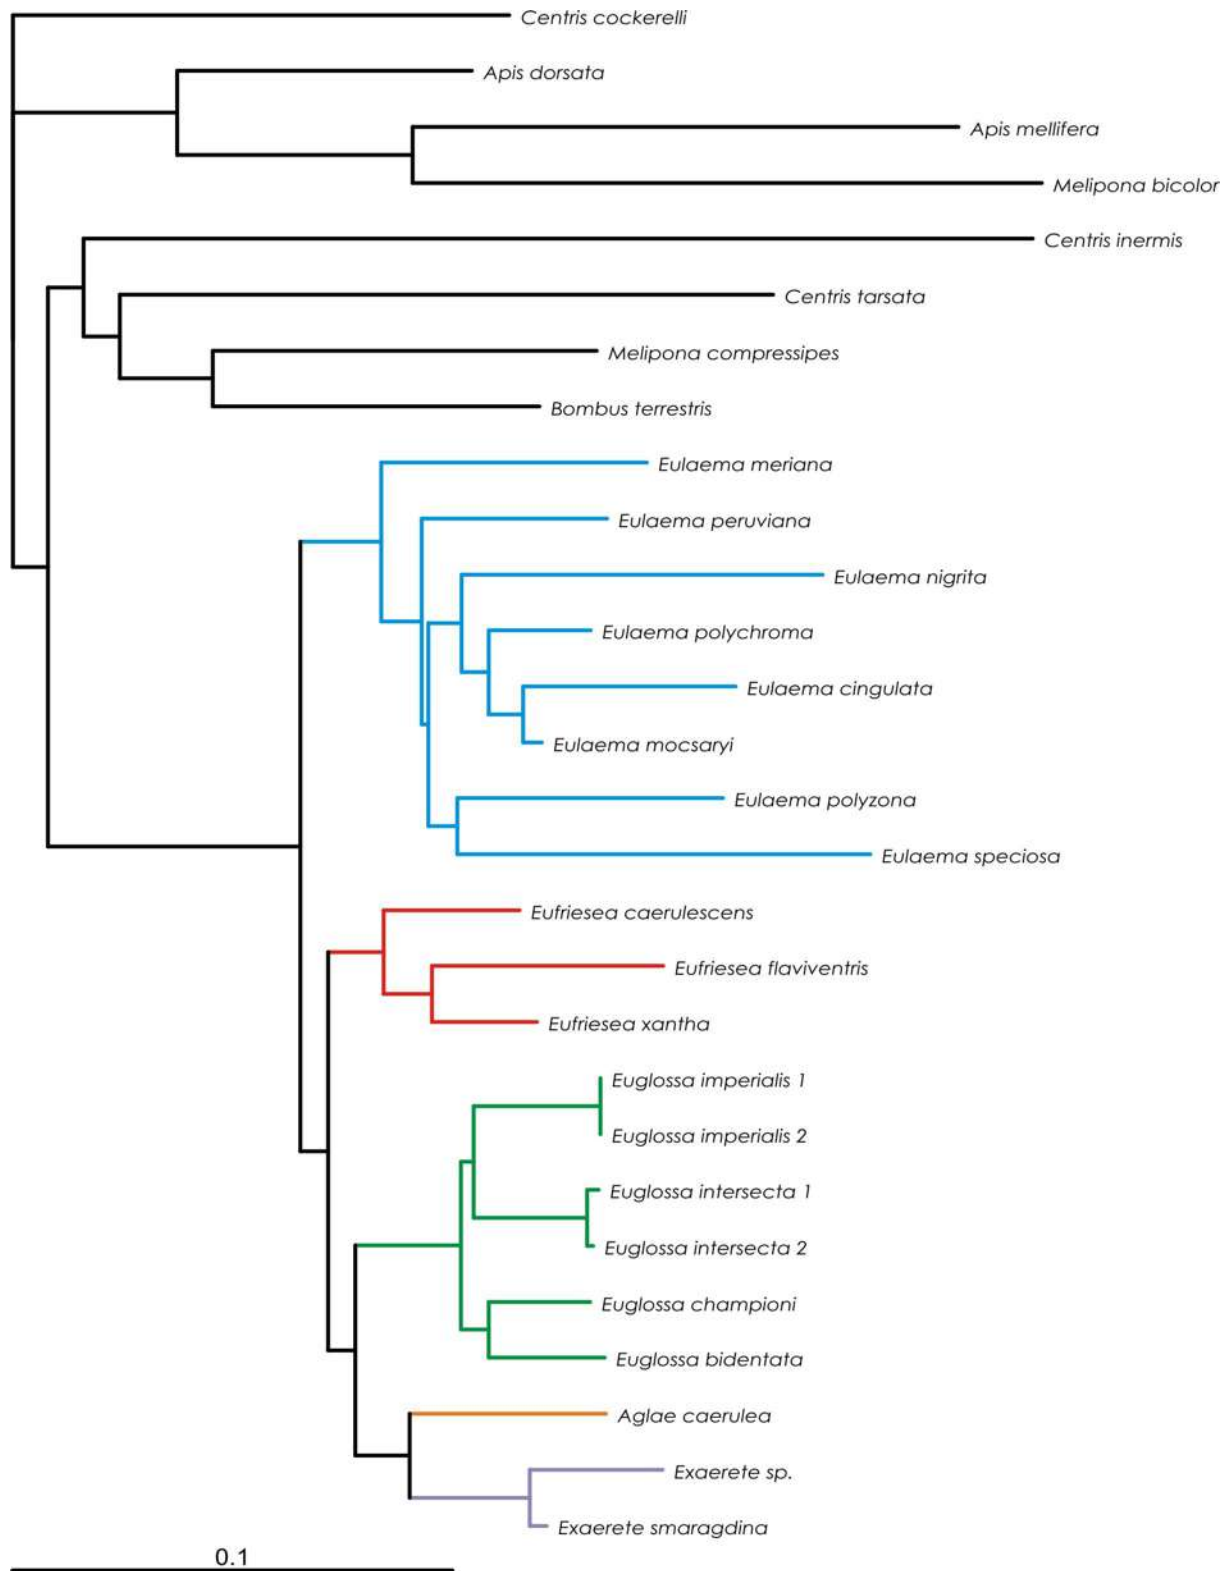 Centris cockerelli
Apis dorsata
Apis mellifera
Melipona bicolor
Centris inermis
Centris tarsata
Melipona compressipes
Bombus terrestris
Eulaema meriana
Eulaema peruviana
Eulaema nigrita
Eulaema polychroma
Eulaema cingulata
Eulaema mocsaryi
Eulaema polyzona
Eulaema speciosa
Eufriesea caerulescens
Eufriesea flaviventris
Eufriesea xantha
Euglossa imperialis 1
Euglossa imperialis 2
Euglossa intersecta 1
Euglossa intersecta 2
Euglossa championi
Euglossa bidentata
Aglae caerulea
Exaerete sp.
Exaerete smaragdina
0.1